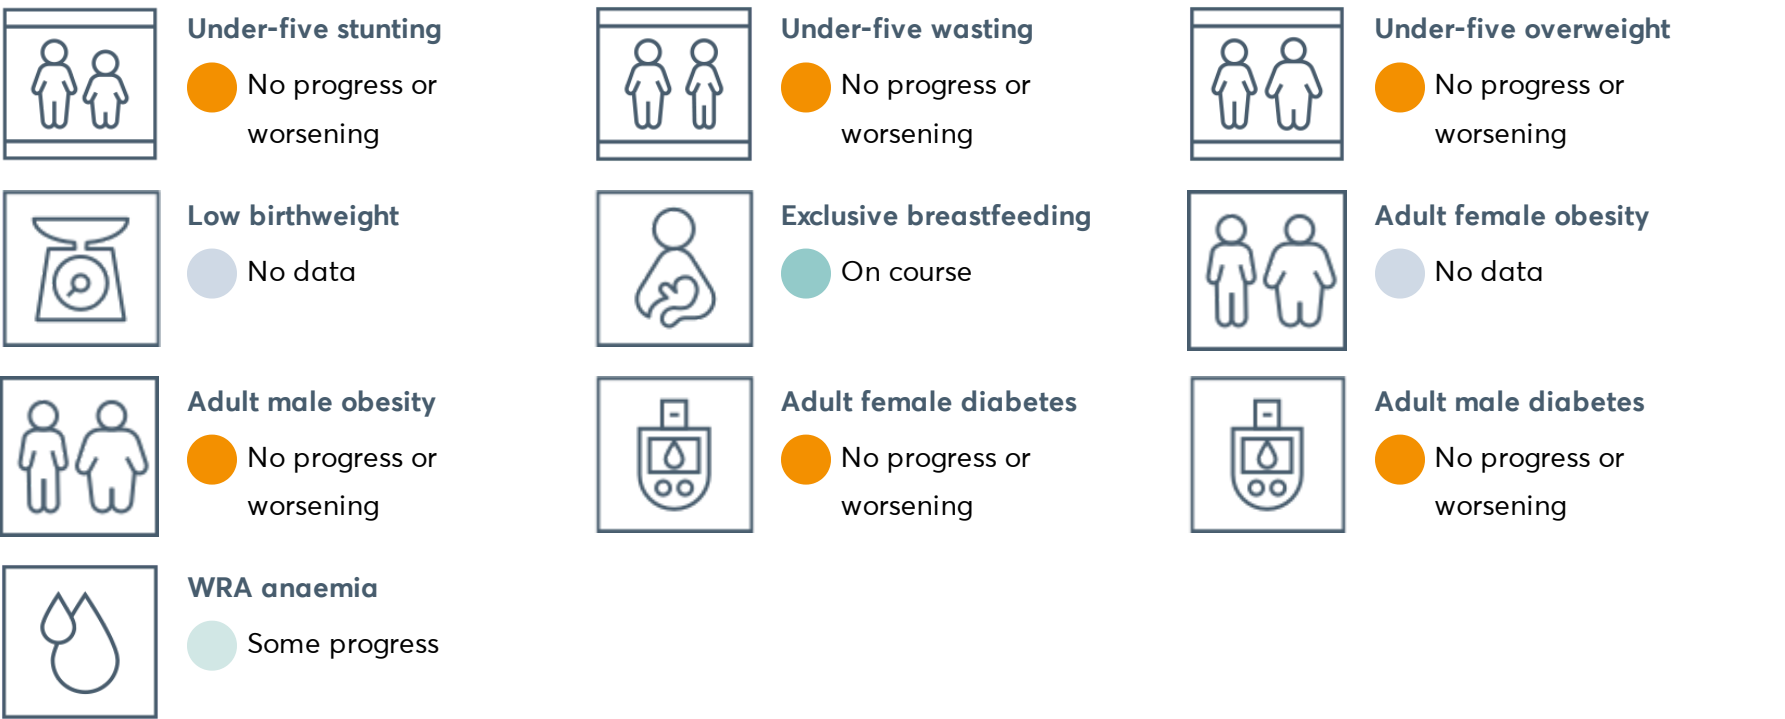 Under-five stunting
No progress or
worsening
Under-five wasting
No progress or
worsening
Under-five overweight
No progress or
worsening
Low birthweight
No data
Exclusive breastfeeding
On course
Adult female obesity
No data
Adult male obesity
No progress or
worsening
Adult female diabetes
No progress or
worsening
Adult male diabetes
No progress or
worsening
WRA anaemia
Some progress